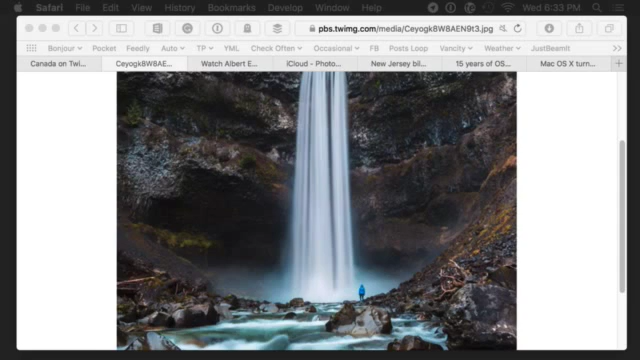 Safari File Edit View History Bookmarks Develop Window Help Wed 6:33 PM
pbs.twimg.com/media/Ceyogk8W8AEN9t3.jpg
Bonjour Pocket Feedly Auto TP YML Check Often Occasional FB Posts Loop Vancity Weather JustBeamIt
Canada on Twi... Ceyogk8W8AE... Watch Albert E... iCloud - Photo... New Jersey bil... 15 years of OS... Mac OS X turn...